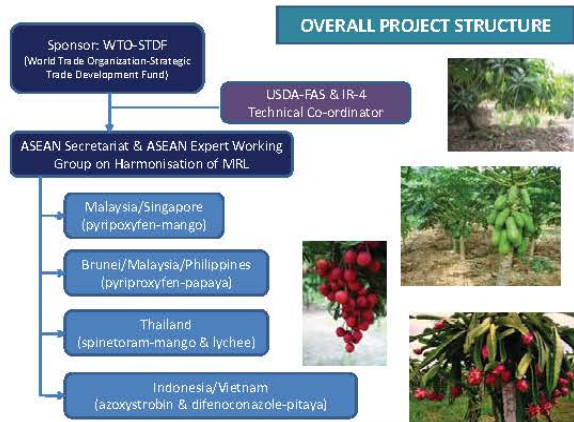 OVERALL PROJECT STRUCTURE
Sponsor: WTO-STDF
(World Trade Organization-Strategic
Trade Development Fund)
USDA-FAS & IR-4
Technical Co-ordinator
ASEAN Secretariat & ASEAN Expert Working
Group on Harmonisation of MRL
Malaysia/Singapore
(pyripoxyfen-mango)
Brunei/Malaysia/Philippines
(pyriproxyfen-papaya)
Thailand
(spinetoram-mango & lychee)
Indonesia/Vietnam
(azoxystrobin & difenoconazole-pitaya)